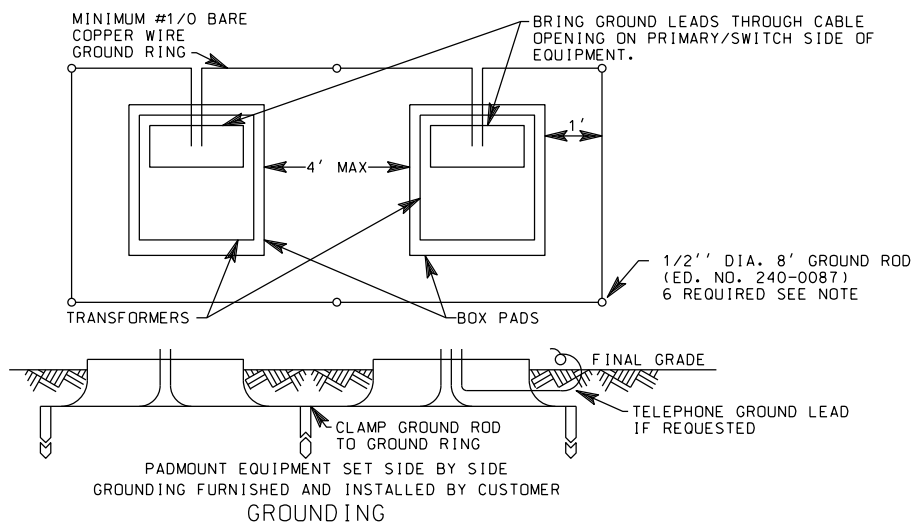 MINIMUM #1/0 BARE
COPPER WIRE
GROUND RING
BRING GROUND LEADS THROUGH CABLE
OPENING ON PRIMARY/SWITCH SIDE OF
EQUIPMENT.
1'
4' MAX
1/2'' DIA. 8' GROUND ROD
(ED. NO. 240-0087)
6 REQUIRED SEE NOTE
TRANSFORMERS
BOX PADS
FINAL GRADE
TELEPHONE GROUND LEAD
IF REQUESTED
CLAMP GROUND ROD
TO GROUND RING
PADMOUNT EQUIPMENT SET SIDE BY SIDE
GROUNDING FURNISHED AND INSTALLED BY CUSTOMER
GROUNDING